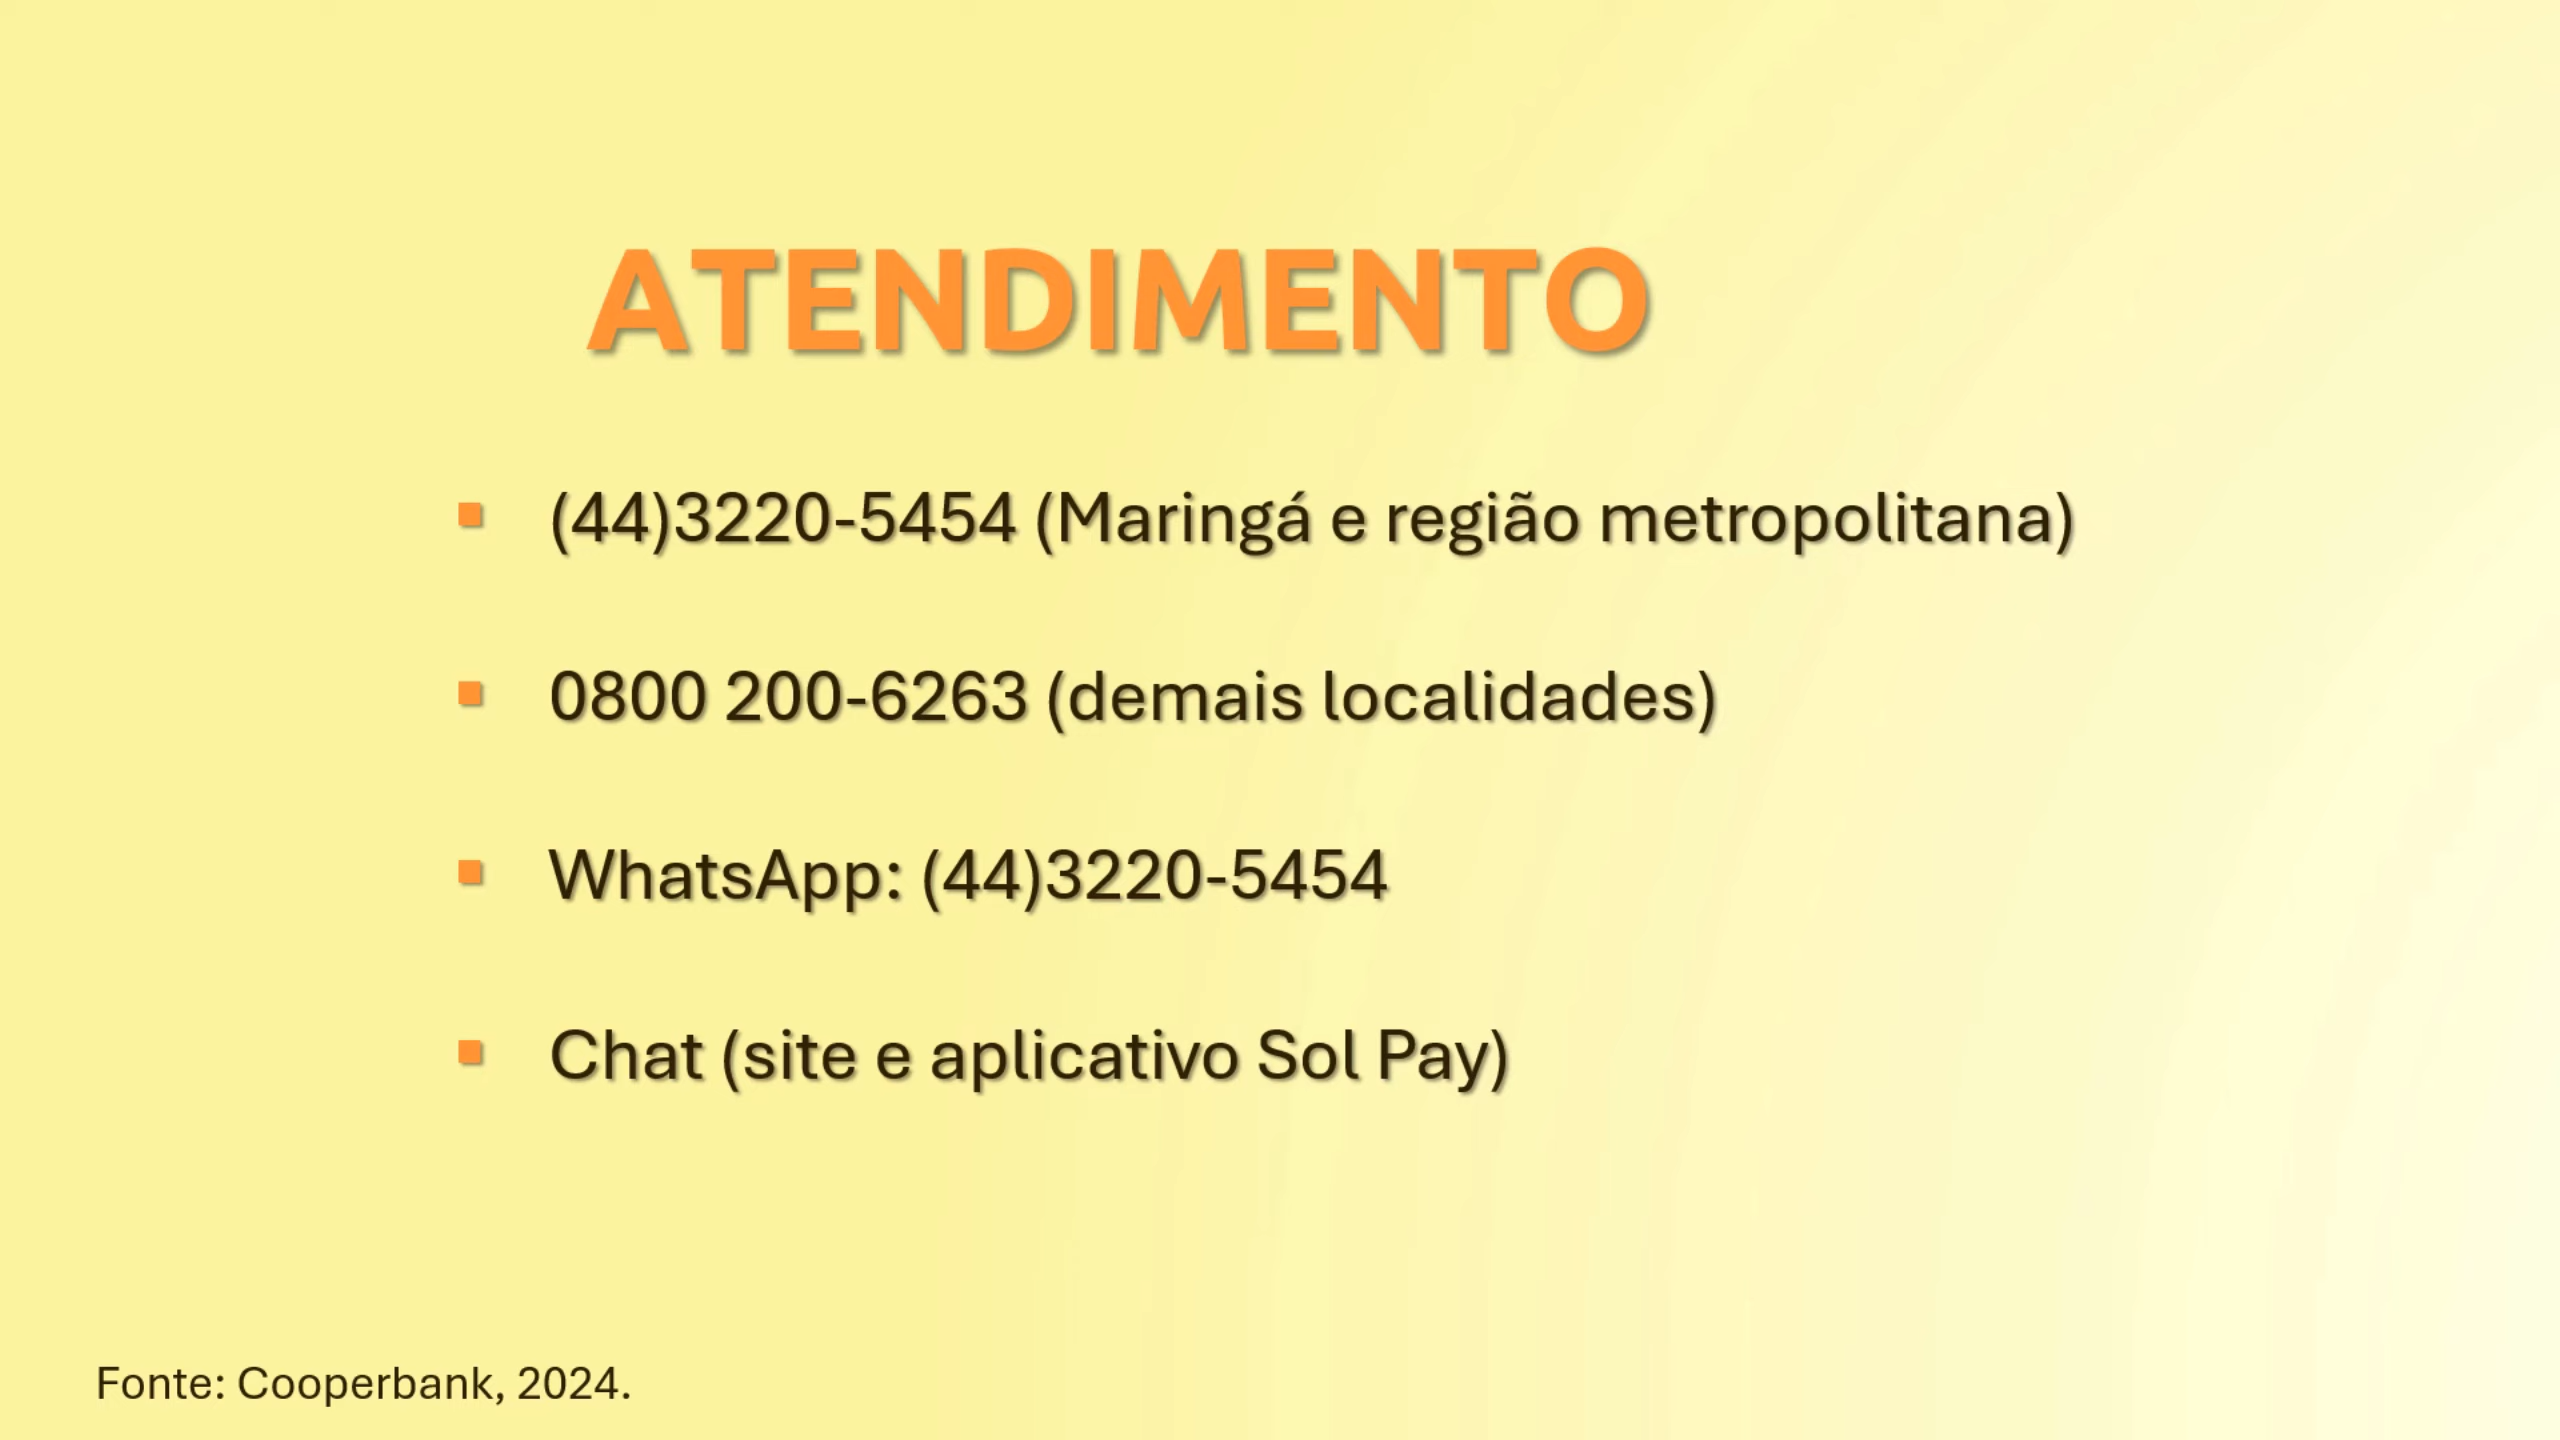 ATENDIMENTO
(44)3220-5454 (Maringá e região metropolitana)
0800 200-6263 (demais localidades)
WhatsApp: (44)3220-5454
Chat (site e aplicativo Sol Pay)
Fonte: Cooperbank, 2024.